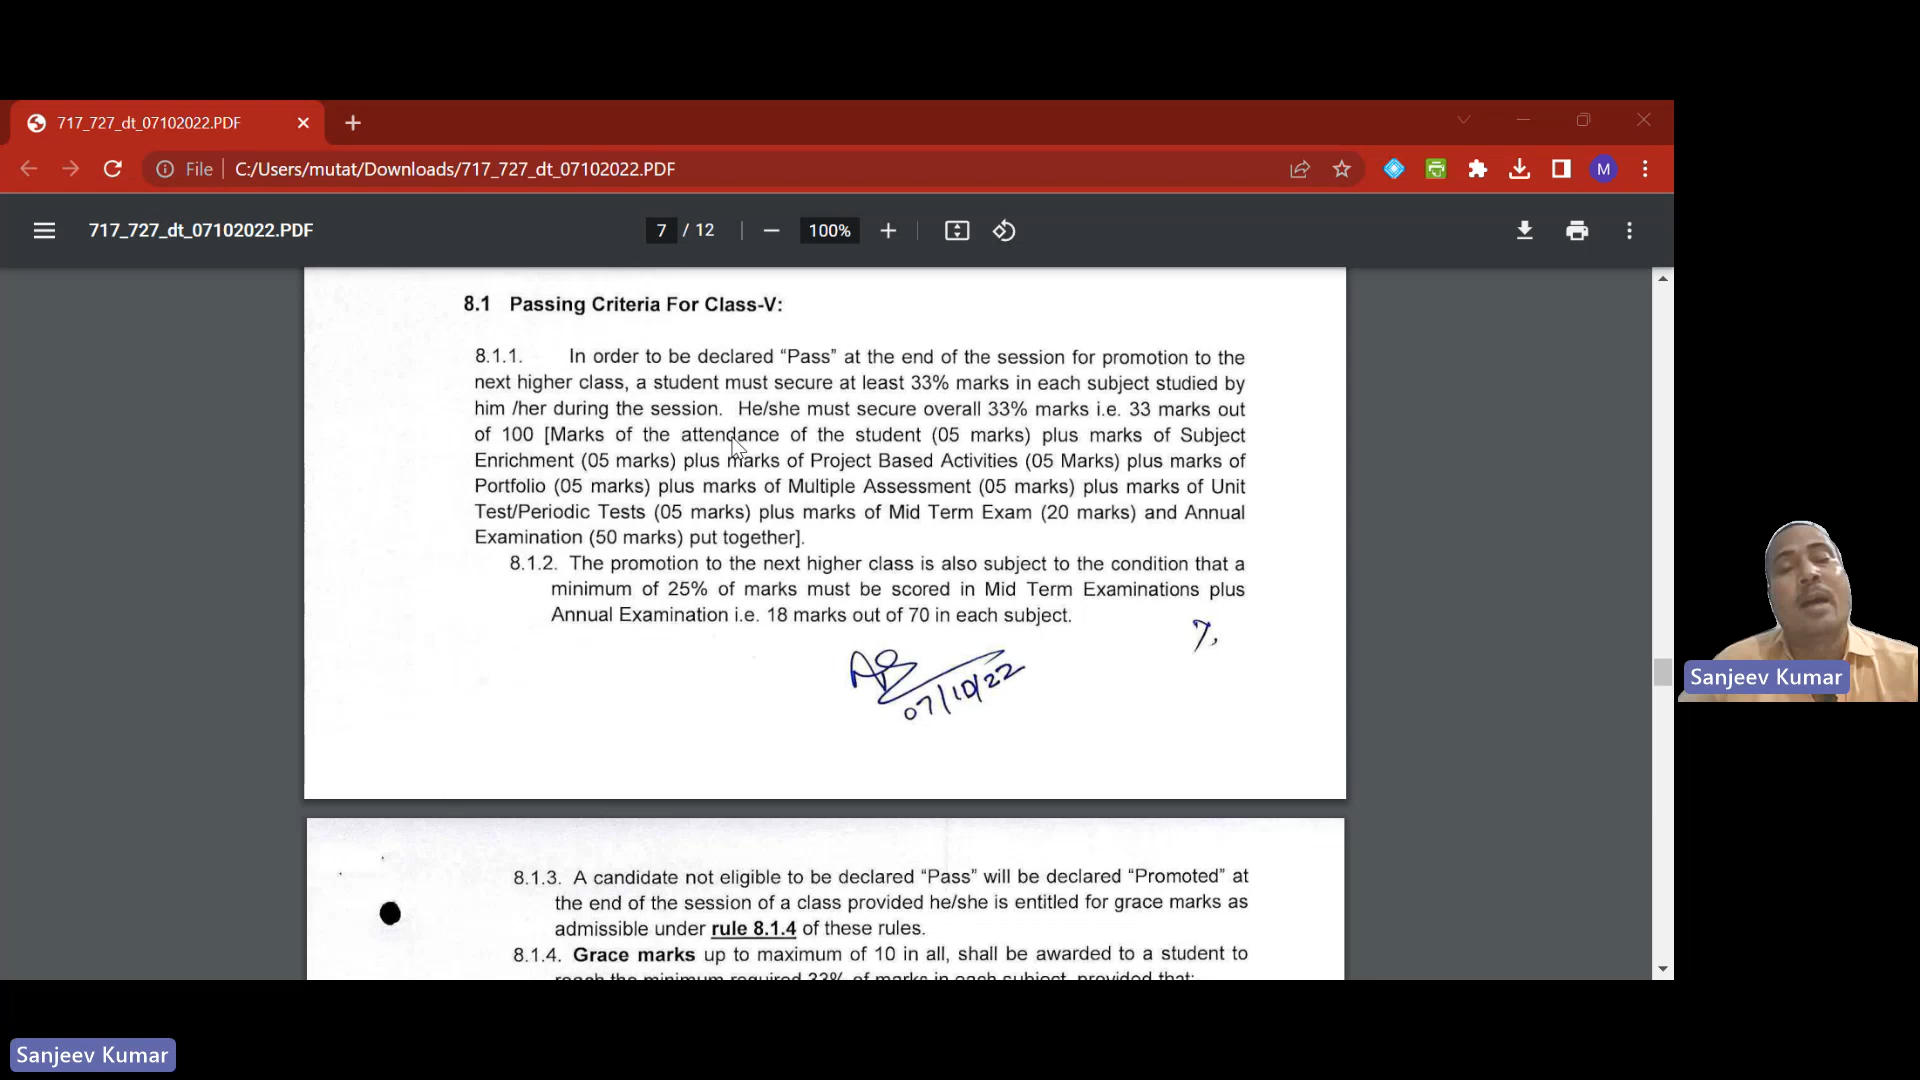 717_727_dt_07102022.PDF
File
C:/Users/mutat/Downloads/717_727_dt_07102022.PDF
M
717_727_dt_07102022.PDF
7 / 12
100%
8.1 Passing Criteria For Class-V:
8.1.1. In order to be declared “Pass” at the end of the session for promotion to the
next higher class, a student must secure at least 33% marks in each subject studied by
him /her during the session. He/she must secure overall 33% marks i.e. 33 marks out
of 100 [Marks of the attendance of the student (05 marks) plus marks of Subject
Enrichment (05 marks) plus marks of Project Based Activities (05 Marks) plus marks of
Portfolio (05 marks) plus marks of Multiple Assessment (05 marks) plus marks of Unit
Test/Periodic Tests (05 marks) plus marks of Mid Term Exam (20 marks) and Annual
Examination (50 marks) put together].
8.1.2. The promotion to the next higher class is also subject to the condition that a
minimum of 25% of marks must be scored in Mid Term Examinations plus
Annual Examination i.e. 18 marks out of 70 in each subject.
07/10/22
8.1.3. A candidate not eligible to be declared “Pass” will be declared “Promoted” at
the end of the session of a class provided he/she is entitled for grace marks as
admissible under rule 8.1.4 of these rules.
8.1.4. Grace marks up to maximum of 10 in all, shall be awarded to a student to
reach the minimum required 33% of marks in each subject, provided that:
Sanjeev Kumar
Sanjeev Kumar